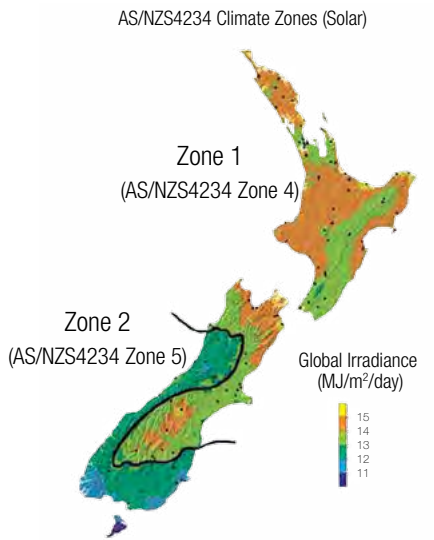 AS/NZS4234 Climate Zones (Solar)
Zone 1
(AS/NZS4234 Zone 4)
Zone 2
(AS/NZS4234 Zone 5)
Global Irradiance
(MJ/m²/day)
15
14
13
12
11